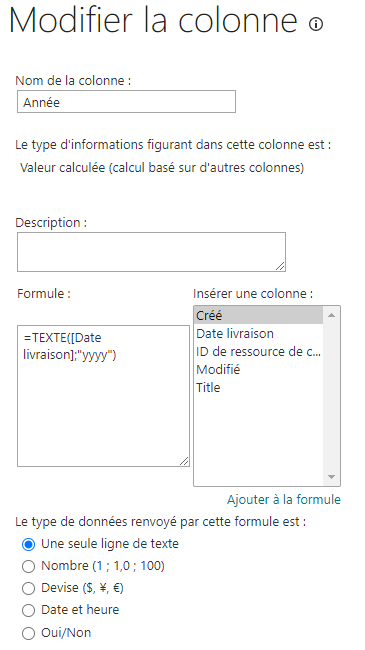 Modifier la colonne
Nom de la colonne :
Année
Le type d'informations figurant dans cette colonne est :
Valeur calculée (calcul basé sur d'autres colonnes)
Description :
Formule :
Insérer une colonne :
=TEXTE([Date
livraison];"yyyy")
Créé
Date livraison
ID de ressource de c...
Modifié
Title
Ajouter à la formule
Le type de données renvoyé par cette formule est :
Une seule ligne de texte
Nombre (1 ; 1,0 ; 100)
Devise ($, ¥, €)
Date et heure
Oui/Non